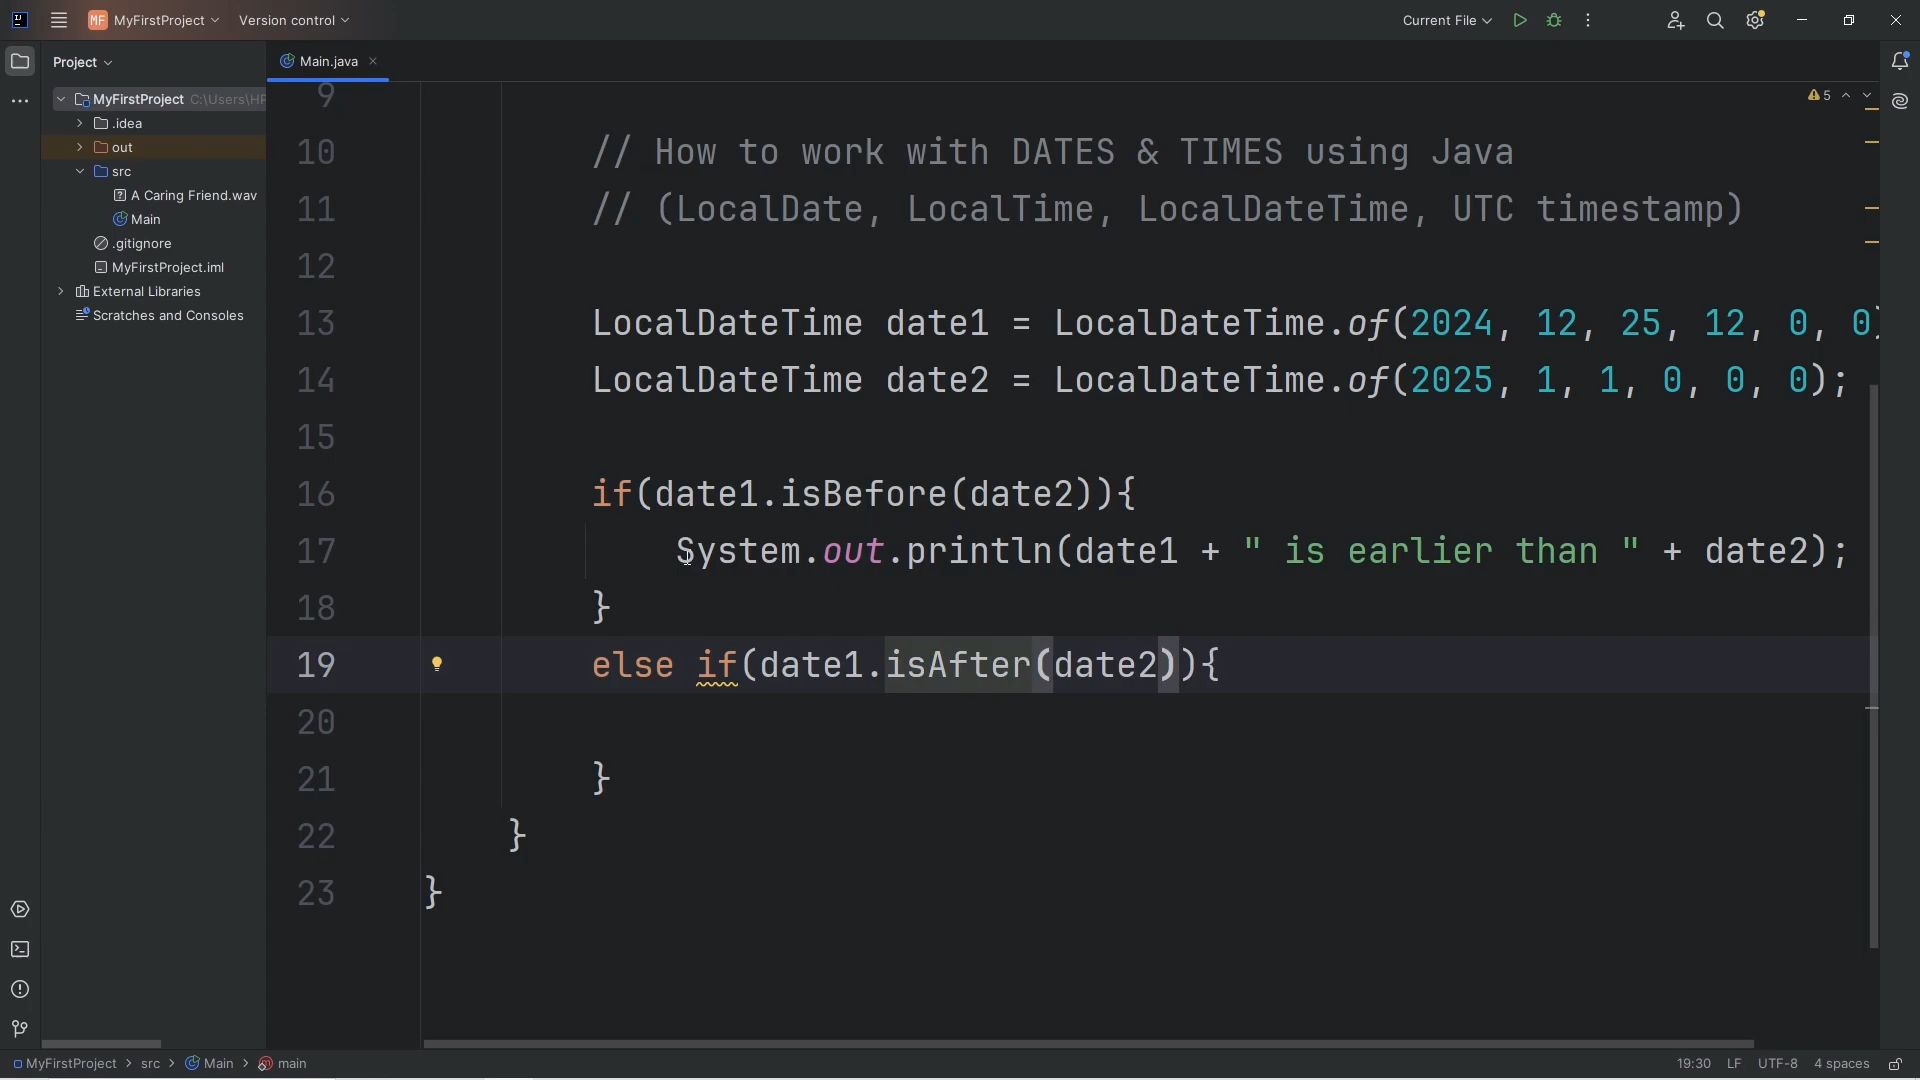 MF MyFirstProject Version control Current File
Project
Main.java
MyFirstProject C:\Users\HP
.idea
out
src
A Caring Friend.wav
Main
.gitignore
MyFirstProject.iml
External Libraries
Scratches and Consoles
5
9
10 // How to work with DATES & TIMES using Java
11 // (LocalDate, LocalTime, LocalDateTime, UTC timestamp)
12
13 LocalDateTime date1 = LocalDateTime.of(2024, 12, 25, 12, 0, 0)
14 LocalDateTime date2 = LocalDateTime.of(2025, 1, 1, 0, 0, 0);
15
16 if(date1.isBefore(date2)){
17 System.out.println(date1 + " is earlier than " + date2);
18 }
19 else if(date1.isAfter(date2)){
20
21 }
22 }
23 }
MyFirstProject > src > Main > main 19:30 LF UTF-8 4 spaces